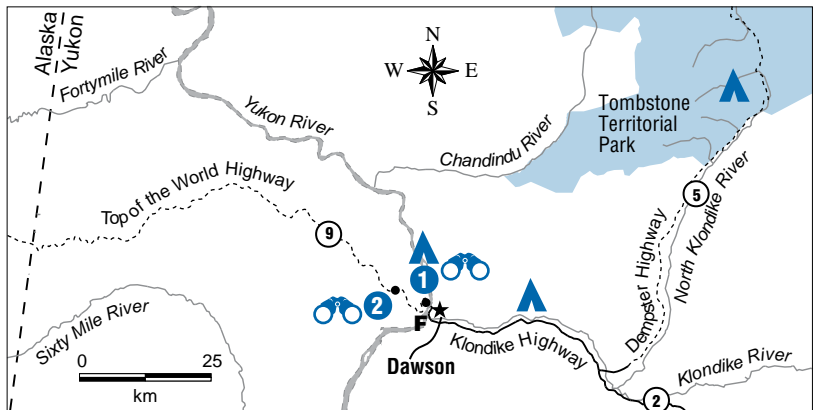 Alaska
Yukon
Fortymile River
N
W
E
S
Yukon River
Chandindu River
Tombstone
Territorial
Park
Top of the World Highway
9
5
North Klondike River
Dempster Highway
1
2
F
Dawson
Klondike Highway
Klondike River
2
Sixty Mile River
0
25
km